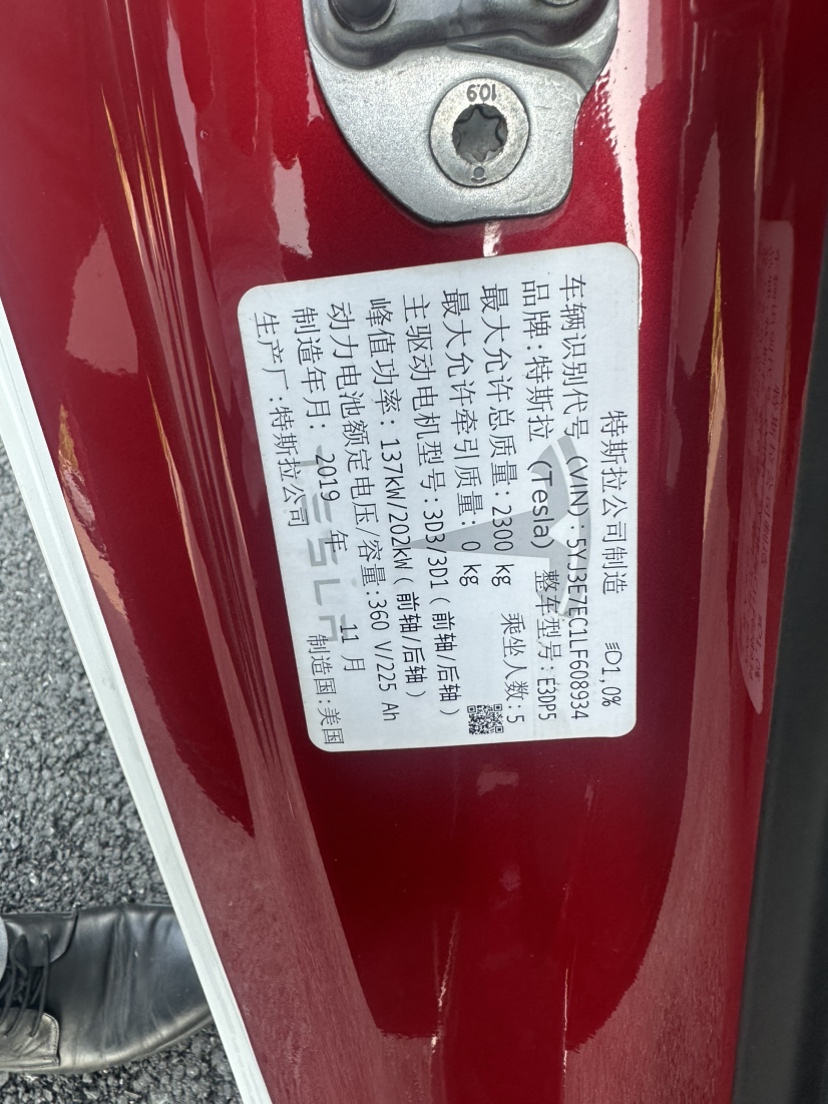 10.9
特斯拉公司制造 1,0%
车辆识别代号 (VIN): 5YJ3E7EC1LF608934
品牌: 特斯拉 (Tesla) 整车型号: E3DP5
最大允许总质量: 2300 kg 乘坐人数: 5
最大允许牵引质量: 0 kg
主驱动电机型号: 3D3/3D1 (前轴/后轴)
峰值功率: 137kW/202kW (前轴/后轴)
动力电池额定电压/容量:360 V/225 Ah
制造年月: 2019 年 11 月
生产厂:特斯拉公司 制造国:美国
TESLA